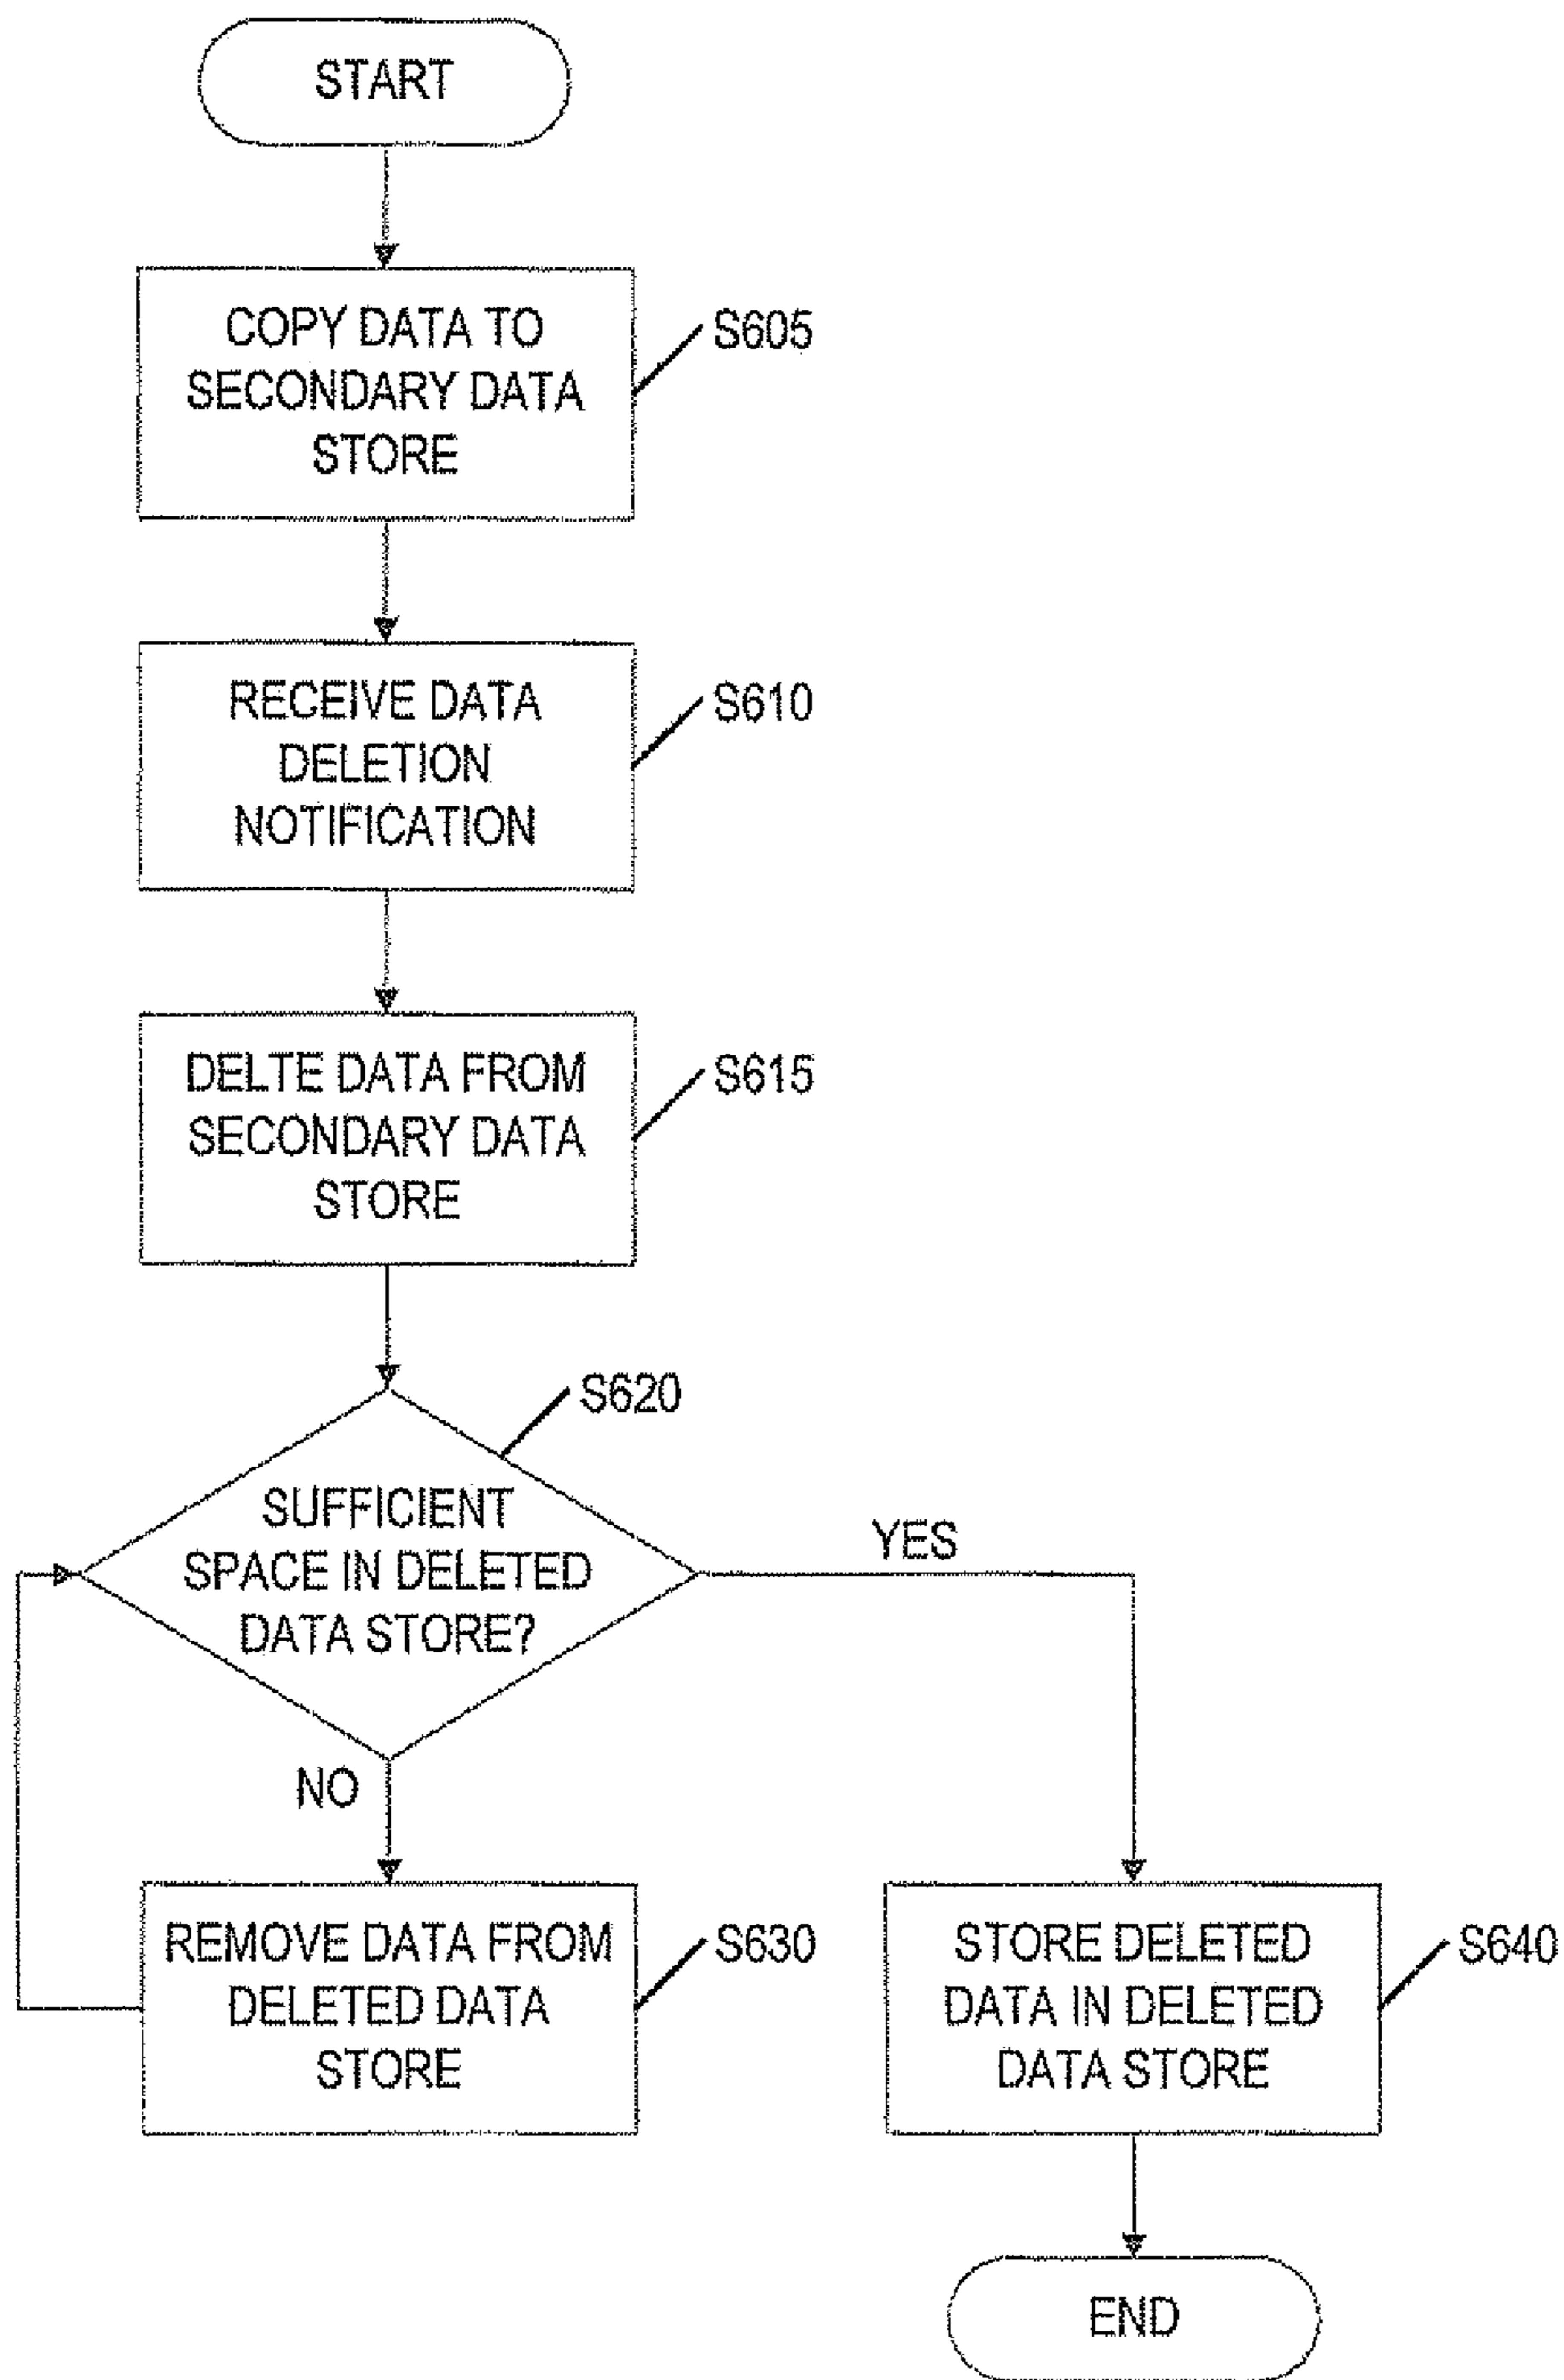 START
COPY DATA TO
SECONDARY DATA
STORE
S605
RECEIVE DATA
DELETION
NOTIFICATION
S610
DELTE DATA FROM
SECONDARY DATA
STORE
S615
S620
SUFFICIENT
SPACE IN DELETED
DATA STORE?
YES
NO
REMOVE DATA FROM
DELETED DATA
STORE
S630
STORE DELETED
DATA IN DELETED
DATA STORE
S640
END